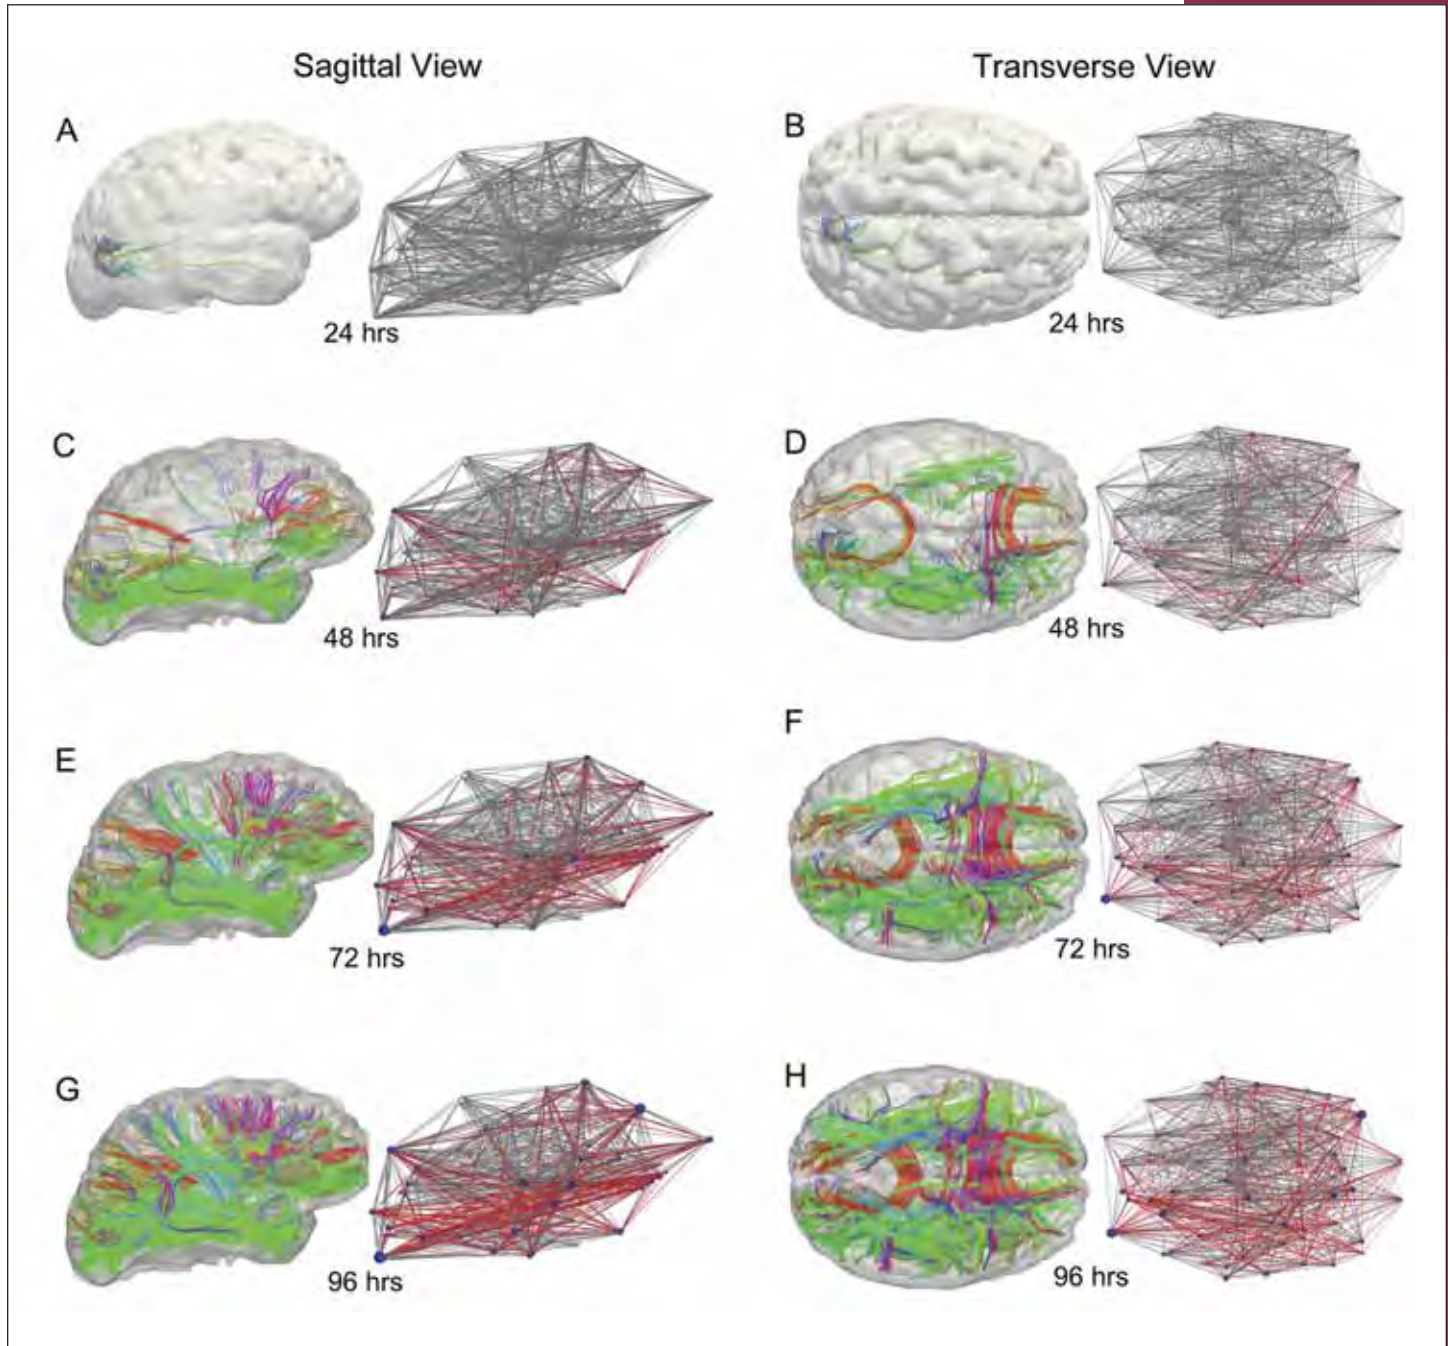 Sagittal View
Transverse View
A
B
24 hrs
24 hrs
C
D
48 hrs
48 hrs
E
F
72 hrs
72 hrs
G
H
96 hrs
96 hrs